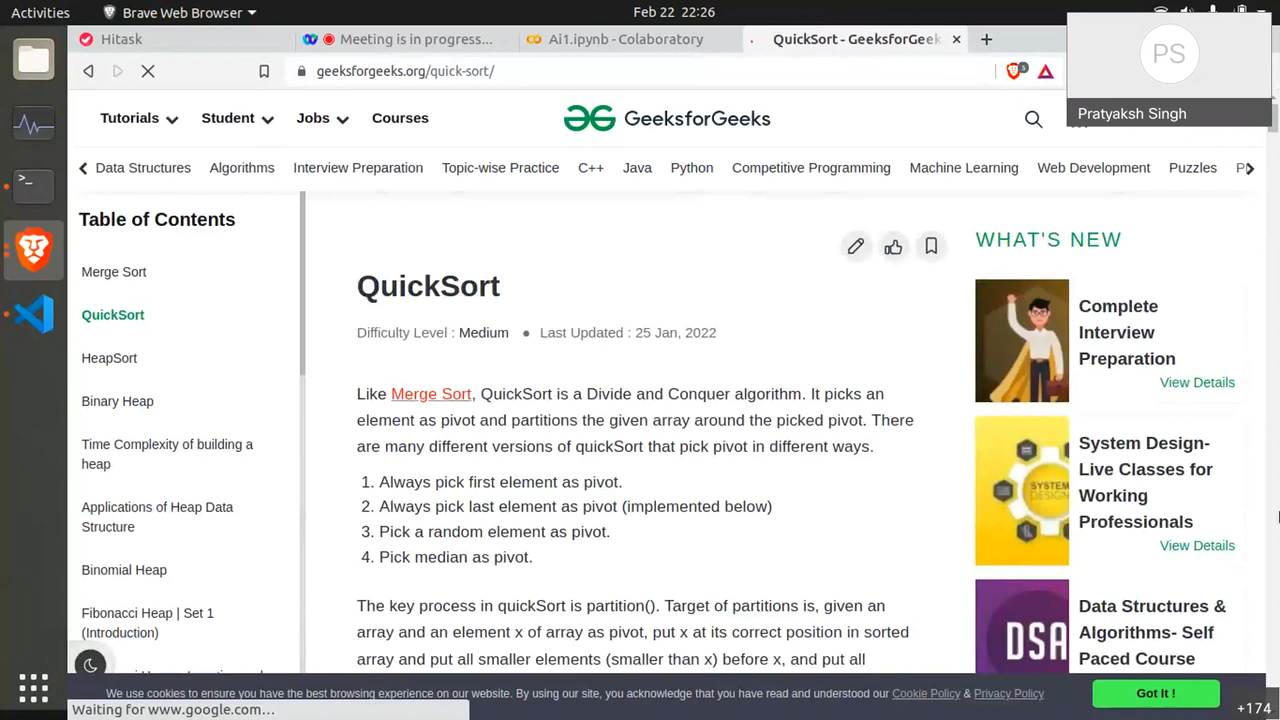 Activities
Brave Web Browser
Feb 22 22:26
Hitask
Meeting is in progress...
Ai1.ipynb - Colaboratory
QuickSort - GeeksforGeek
PS
Pratyaksh Singh
geeksforgeeks.org/quick-sort/
5
Tutorials
Student
Jobs
Courses
GeeksforGeeks
Data Structures
Algorithms
Interview Preparation
Topic-wise Practice
C++
Java
Python
Competitive Programming
Machine Learning
Web Development
Puzzles
Table of Contents
Merge Sort
QuickSort
HeapSort
Binary Heap
Time Complexity of building a
heap
Applications of Heap Data
Structure
Binomial Heap
Fibonacci Heap | Set 1
(Introduction)
QuickSort
Difficulty Level : Medium ● Last Updated : 25 Jan, 2022
Like Merge Sort, QuickSort is a Divide and Conquer algorithm. It picks an
element as pivot and partitions the given array around the picked pivot. There
are many different versions of quickSort that pick pivot in different ways.
1. Always pick first element as pivot.
2. Always pick last element as pivot (implemented below)
3. Pick a random element as pivot.
4. Pick median as pivot.
The key process in quickSort is partition(). Target of partitions is, given an
array and an element x of array as pivot, put x at its correct position in sorted
array and put all smaller elements (smaller than x) before x, and put all
WHAT'S NEW
Complete
Interview
Preparation
View Details
SYSTEM
DESIGN
System Design-
Live Classes for
Working
Professionals
View Details
DSA
Data Structures &
Algorithms- Self
Paced Course
We use cookies to ensure you have the best browsing experience on our website. By using our site, you acknowledge that you have read and understood our Cookie Policy & Privacy Policy
Got It !
Waiting for www.google.com...
+174